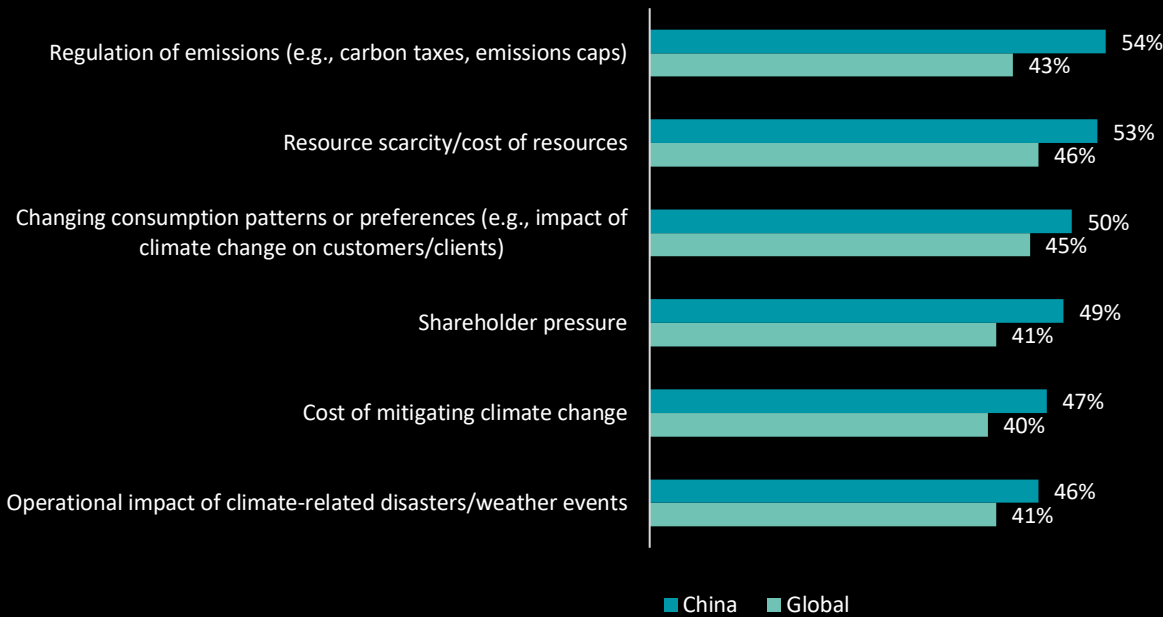 Regulation of emissions (e.g., carbon taxes, emissions caps)
54%
43%
Resource scarcity/cost of resources
53%
46%
Changing consumption patterns or preferences (e.g., impact of
climate change on customers/clients)
50%
45%
Shareholder pressure
49%
41%
Cost of mitigating climate change
47%
40%
Operational impact of climate-related disasters/weather events
46%
41%
China Global